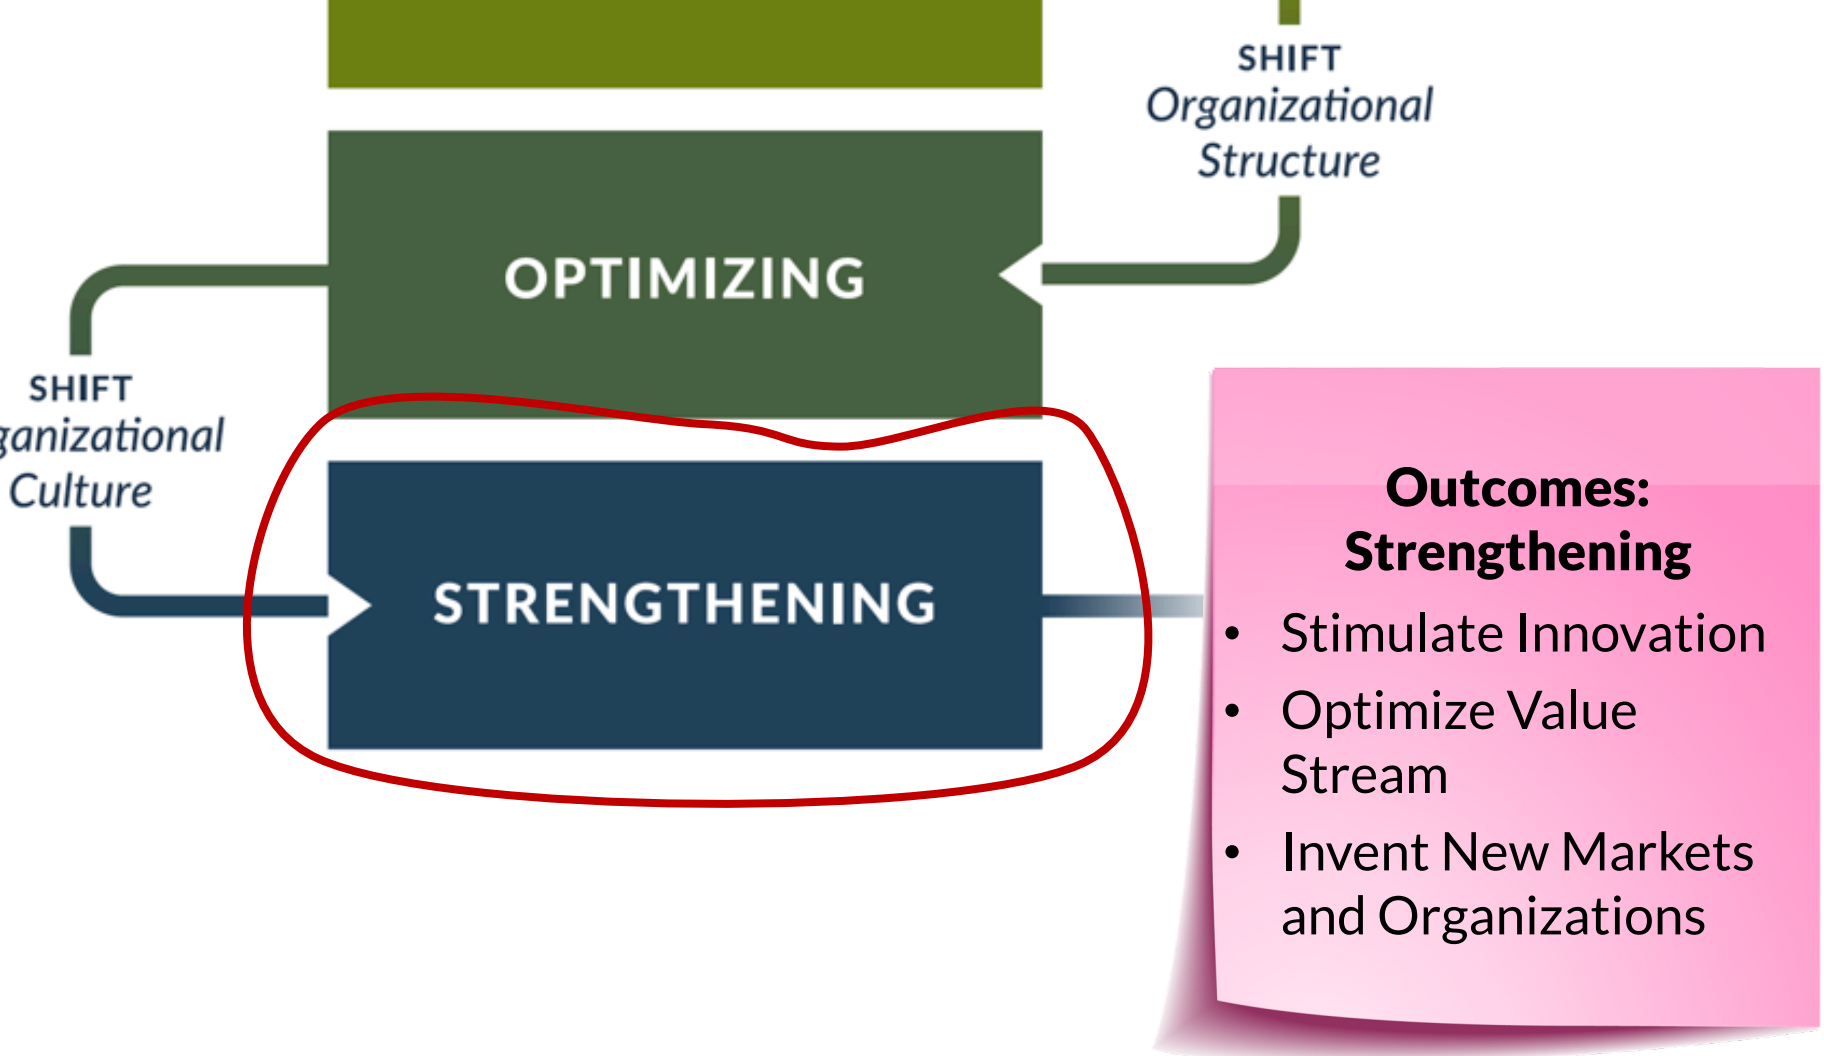 SHIFT
Organizational
Structure
OPTIMIZING
SHIFT
ganizational
Culture
STRENGTHENING
Outcomes:
Strengthening
• Stimulate Innovation
• Optimize Value
Stream
• Invent New Markets
and Organizations